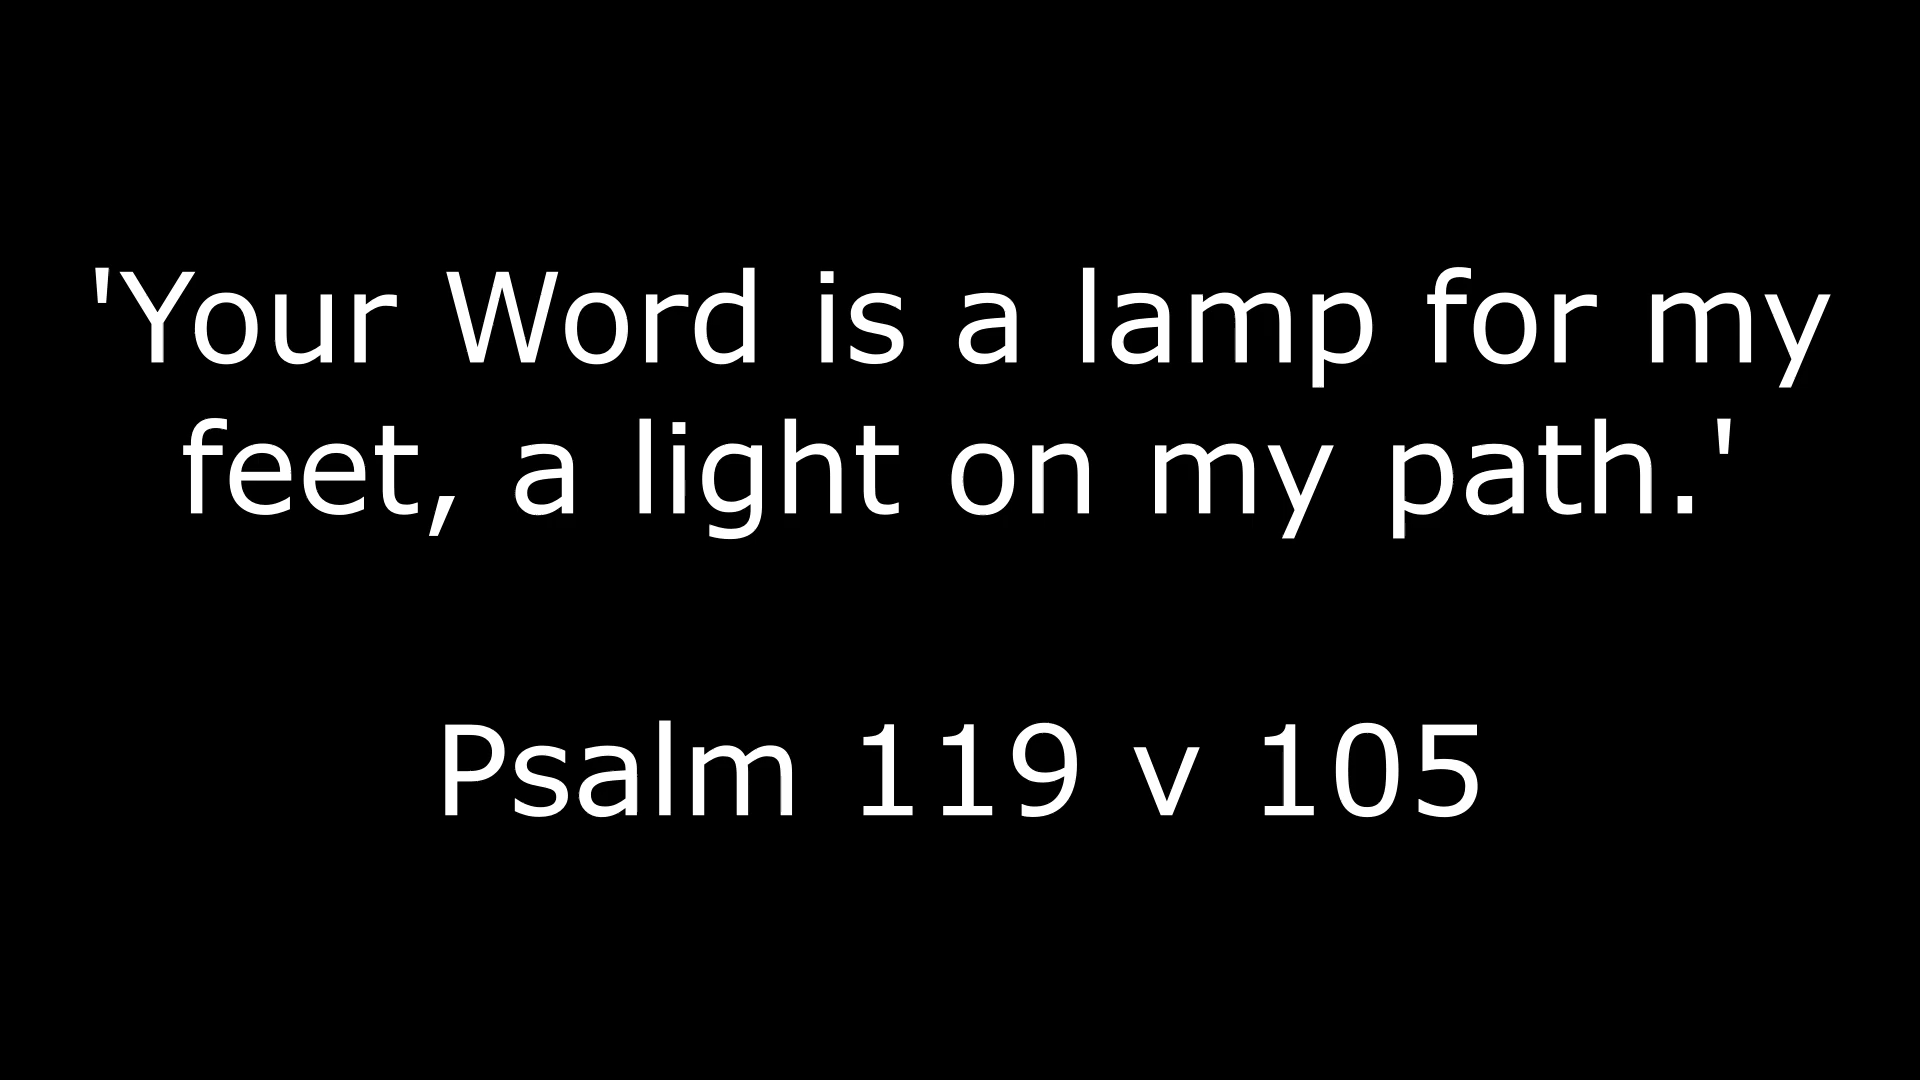 'Your Word is a lamp for my
feet, a light on my path.'
Psalm 119 v 105